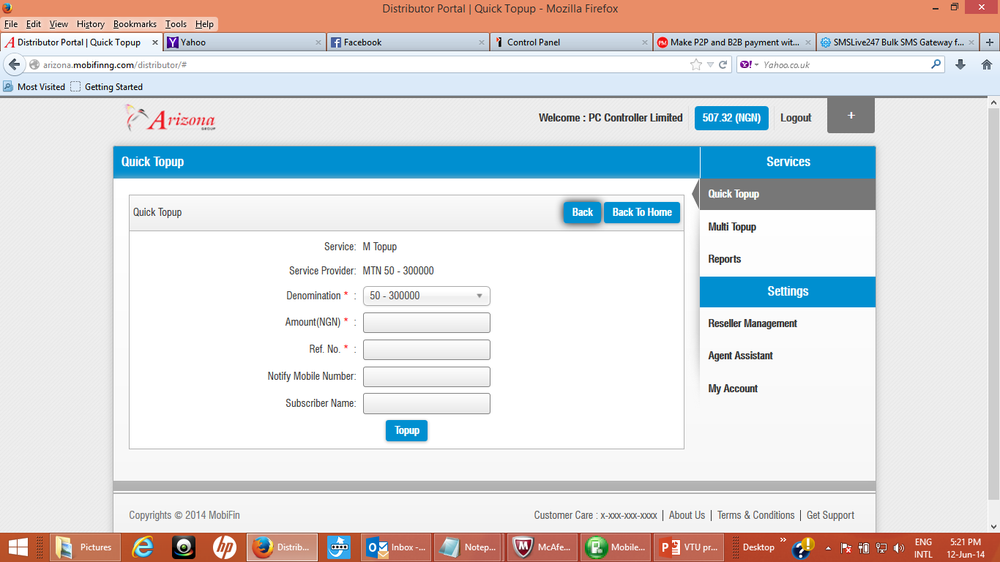 Distributor Portal | Quick Topup - Mozilla Firefox
File Edit View History Bookmarks Tools Help
Distributor Portal | Quick Topup Yahoo Facebook Control Panel Make P2P and B2B payment wit... SMSLive247 Bulk SMS Gateway f...
arizona.mobifinng.com/distributor/# Yahoo.co.uk
Most Visited Getting Started
Arizona GROUP Welcome : PC Controller Limited 507.32 (NGN) Logout +
Quick Topup Services
Quick Topup
Quick Topup Back Back To Home
Multi Topup
Service: M Topup
Reports
Service Provider: MTN 50 - 300000
Settings
Denomination * : 50 - 300000
Amount(NGN) * :
Reseller Management
Ref. No. * :
Agent Assistant
Notify Mobile Number:
My Account
Subscriber Name:
Topup
Copyrights © 2014 MobiFin Customer Care : x-xxx-xxx-xxxx | About Us | Terms & Conditions | Get Support
Pictures hp Distrib... Inbox -... Notep... McAfe... Mobile... VTU pr... Desktop » ENG 5:21 PM
INTL 12-Jun-14